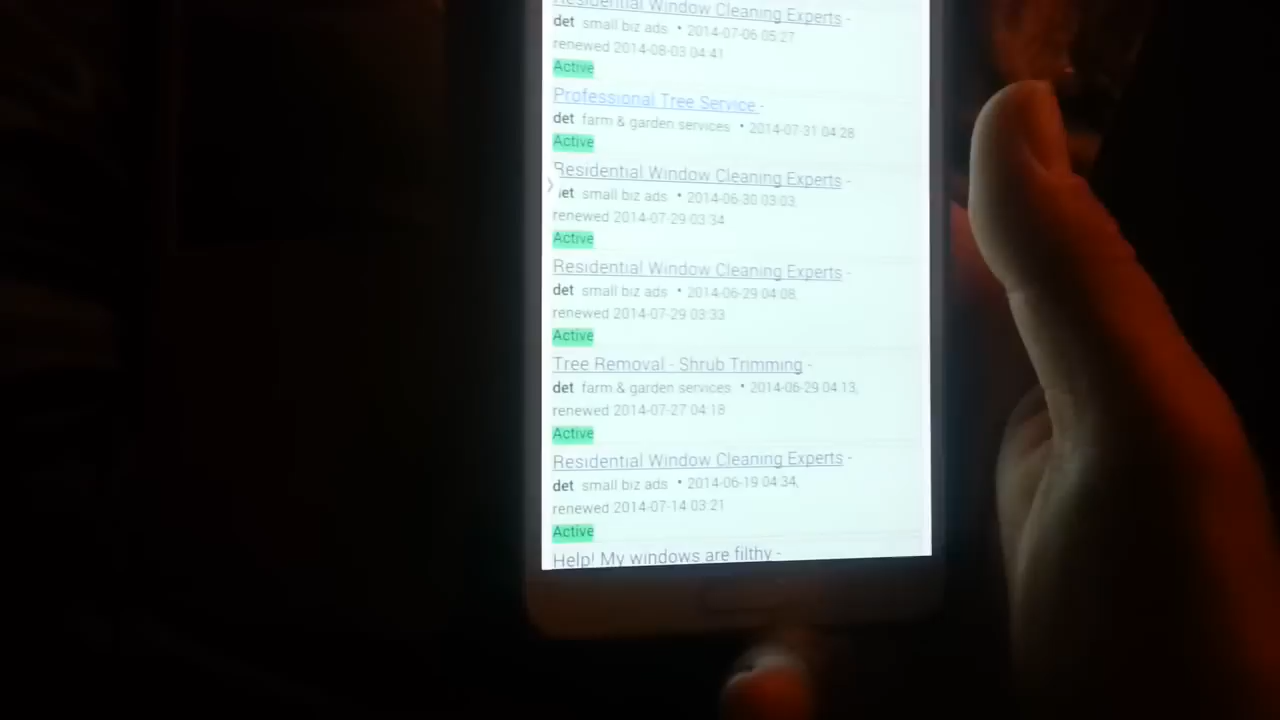 Residential Window Cleaning Experts -
det small biz ads • 2014-07-06 05:27
renewed 2014-08-03 04:41
Active
Professional Tree Service -
det farm & garden services • 2014-07-31 04:28
Active
Residential Window Cleaning Experts -
det small biz ads • 2014-06-30 03:03,
renewed 2014-07-29 03:34
Active
Residential Window Cleaning Experts -
det small biz ads • 2014-06-29 04:08,
renewed 2014-07-29 03:33
Active
Tree Removal - Shrub Trimming -
det farm & garden services • 2014-06-29 04:13,
renewed 2014-07-27 04:18
Active
Residential Window Cleaning Experts -
det small biz ads • 2014-06-19 04:34,
renewed 2014-07-14 03:21
Active
Help! My windows are filthy -